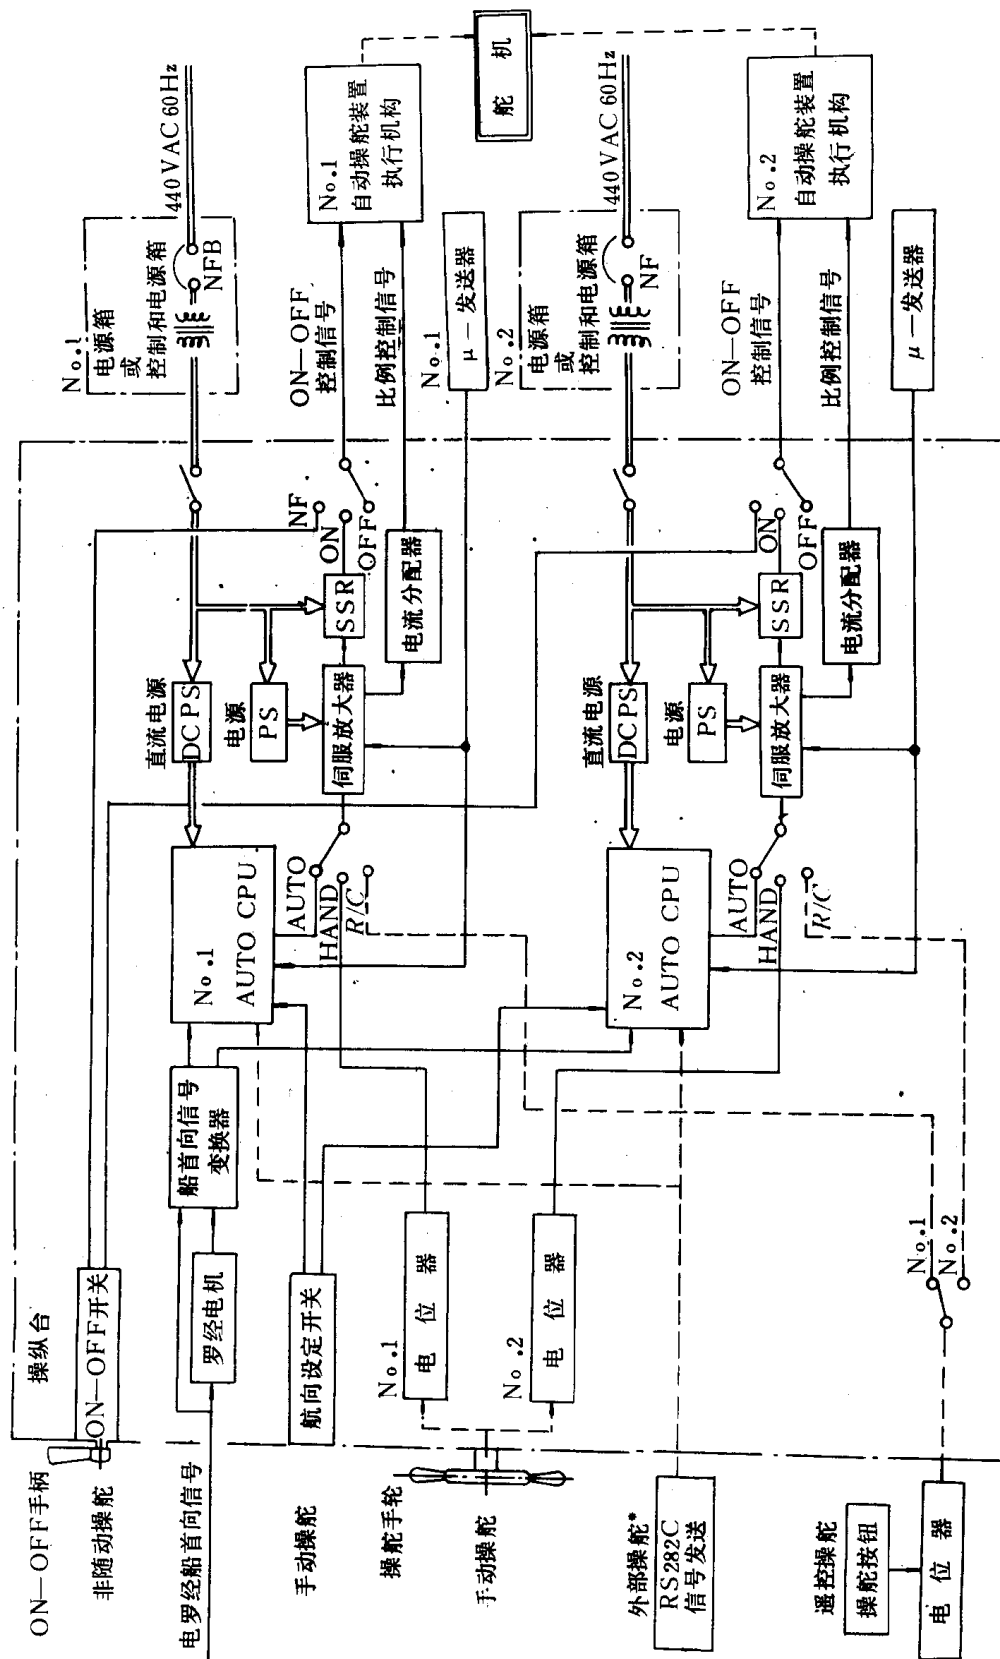 ON—OFF手柄
非随动操舵
操纵台
ON—OFF开关
电罗经船首向信号
罗经电机
船首向信号
变换器
手动操舵
航向设定开关
操舵手轮
手动操舵
No.1
电位器
No.2
电位器
外部操舵*
RS282C
信号发送
遥控操舵
操舵按钮
电位器
No.1
No.2
No.1
AUTO CPU
AUTO
HAND
R/C
直流电源
DCPS
电源
PS
伺服放大器
SSR
电流分配器
NF
ON
OFF
No.1
电源箱
或
控制和电源箱
NFB
440VAC60Hz
ON—OFF
控制信号
比例控制信号
No.1
自动操舵装置
执行机构
No.1
μ—发送器
舵机
No.2
AUTO CPU
AUTO
HAND
R/C
直流电源
DCPS
电源
PS
伺服放大器
SSR
电流分配器
ON
OFF
No.2
电源箱
或
控制和电源箱
NF
440VAC60Hz
ON—OFF
控制信号
比例控制信号
No.2
自动操舵装置
执行机构
μ—发送器